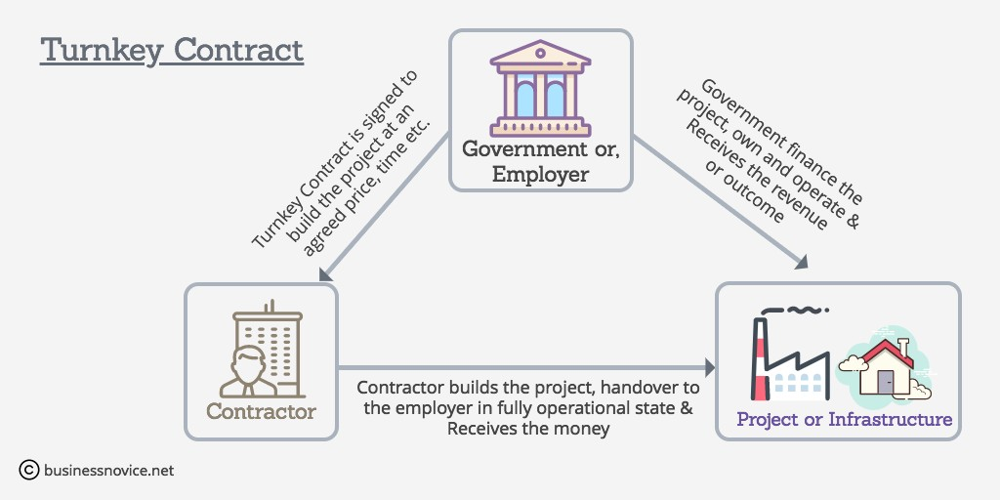 Turnkey Contract
Government or,
Employer
Turnkey Contract is signed to
build the project at an
agreed price, time etc.
Government finance the
project, own and operate &
Receives the revenue
or outcome
Contractor
Contractor builds the project, handover to
the employer in fully operational state &
Receives the money
Project or Infrastructure
© businessnovice.net